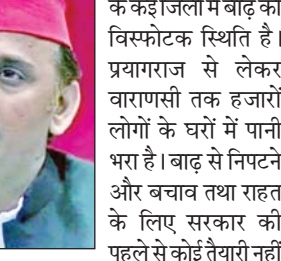 के कई जिलों में बाढ़ की
विस्फोटक स्थिति है।
प्रयागराज से लेकर
वाराणसी तक हजारों
लोगों के घरों में पानी
भरा है। बाढ़ से निपटने
और बचाव तथा राहत
के लिए सरकार की
पहले से कोई तैयारी नहीं